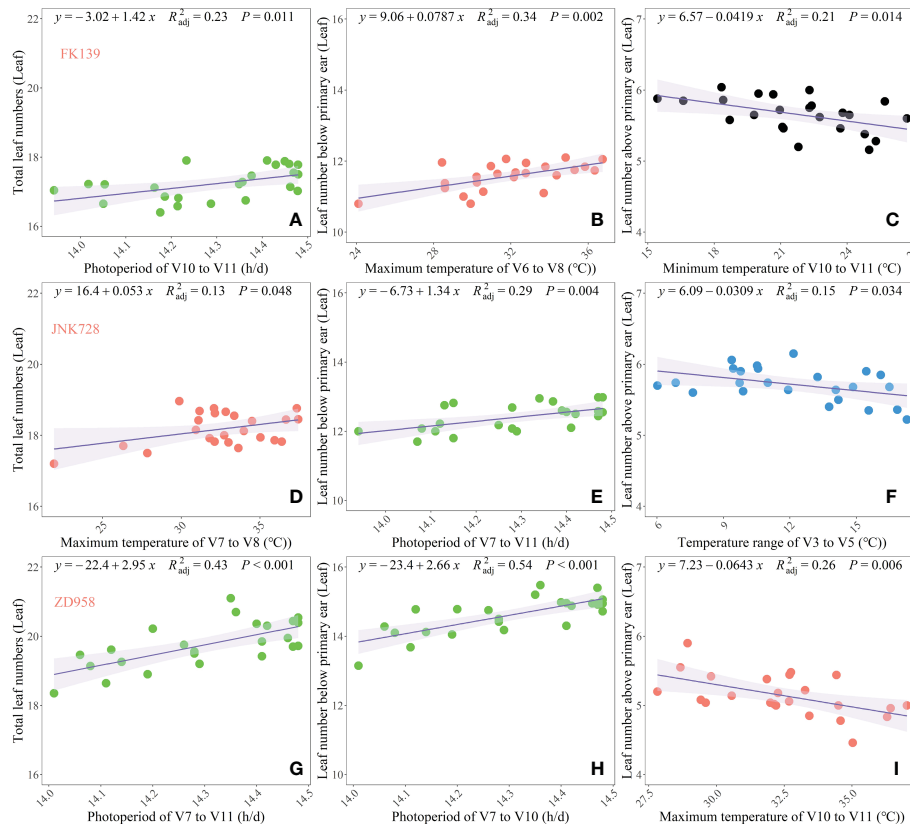 y = −3.02 + 1.42 x R²adj = 0.23 P = 0.011
FK139
Total leaf numbers (Leaf)
22
20
18
16
14.0
14.1
14.2
14.3
14.4
14.5
A
Photoperiod of V10 to V11 (h/d)
y = 9.06 + 0.0787 x R²adj = 0.34 P = 0.002
Leaf number below primary ear (Leaf)
16
14
12
10
24
28
32
36
B
Maximum temperature of V6 to V8 (℃))
y = 6.57 − 0.0419 x R²adj = 0.21 P = 0.014
Leaf number above primary ear (Leaf)
7
6
5
4
15
18
21
24
C
Minimum temperature of V10 to V11 (℃)
y = 16.4 + 0.053 x R²adj = 0.13 P = 0.048
JNK728
Total leaf numbers (Leaf)
22
20
18
16
25
30
35
D
Maximum temperature of V7 to V8 (℃))
y = −6.73 + 1.34 x R²adj = 0.29 P = 0.004
Leaf number below primary ear (Leaf)
16
14
12
10
14.0
14.1
14.2
14.3
14.4
14.5
E
Photoperiod of V7 to V11 (h/d)
y = 6.09 − 0.0309 x R²adj = 0.15 P = 0.034
Leaf number above primary ear (Leaf)
7
6
5
4
6
9
12
15
F
Temperature range of V3 to V5 (℃))
y = −22.4 + 2.95 x R²adj = 0.43 P < 0.001
ZD958
Total leaf numbers (Leaf)
22
20
18
16
14.0
14.1
14.2
14.3
14.4
14.5
G
Photoperiod of V7 to V11 (h/d)
y = −23.4 + 2.66 x R²adj = 0.54 P < 0.001
Leaf number below primary ear (Leaf)
16
14
12
10
14.0
14.1
14.2
14.3
14.4
14.5
H
Photoperiod of V7 to V10 (h/d)
y = 7.23 − 0.0643 x R²adj = 0.26 P = 0.006
Leaf number above primary ear (Leaf)
7
6
5
4
27.5
32.5
35.0
I
Maximum temperature of V10 to V11 (℃)